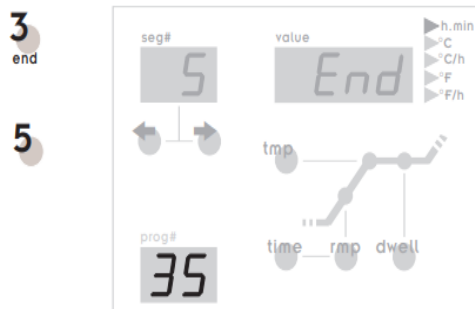 3
end
5
seg#
5
value
End
h.min
°C
°C/h
°F
°F/h
tmp
time rmp dwell
prog#
35